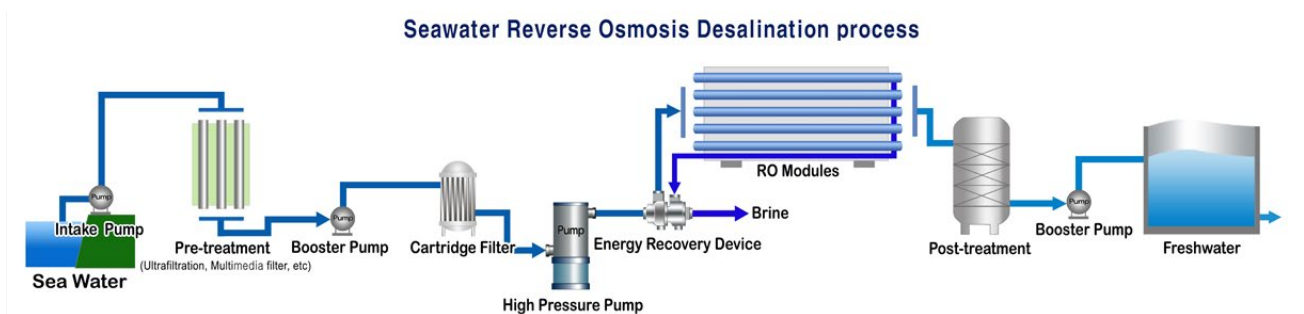 Seawater Reverse Osmosis Desalination process
Pump
Intake Pump
Sea Water
Pre-treatment
(Ultrafiltration, Multimedia filter, etc)
Pump
Booster Pump
Cartridge Filter
Pump
High Pressure Pump
Energy Recovery Device
Brine
RO Modules
Post-treatment
Pump
Booster Pump
Freshwater